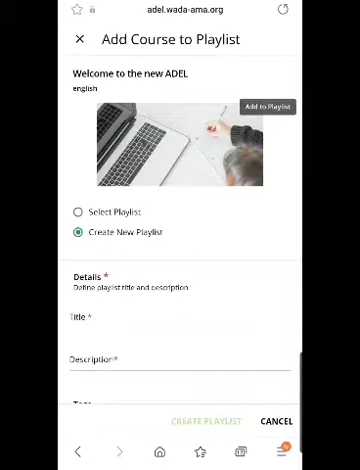 adel.wada-ama.org
Add Course to Playlist
Welcome to the new ADEL
english
Add to Playlist
Select Playlist
Create New Playlist
Details *
Define playlist title and description
Title *
Description*
CREATE PLAYLIST
CANCEL